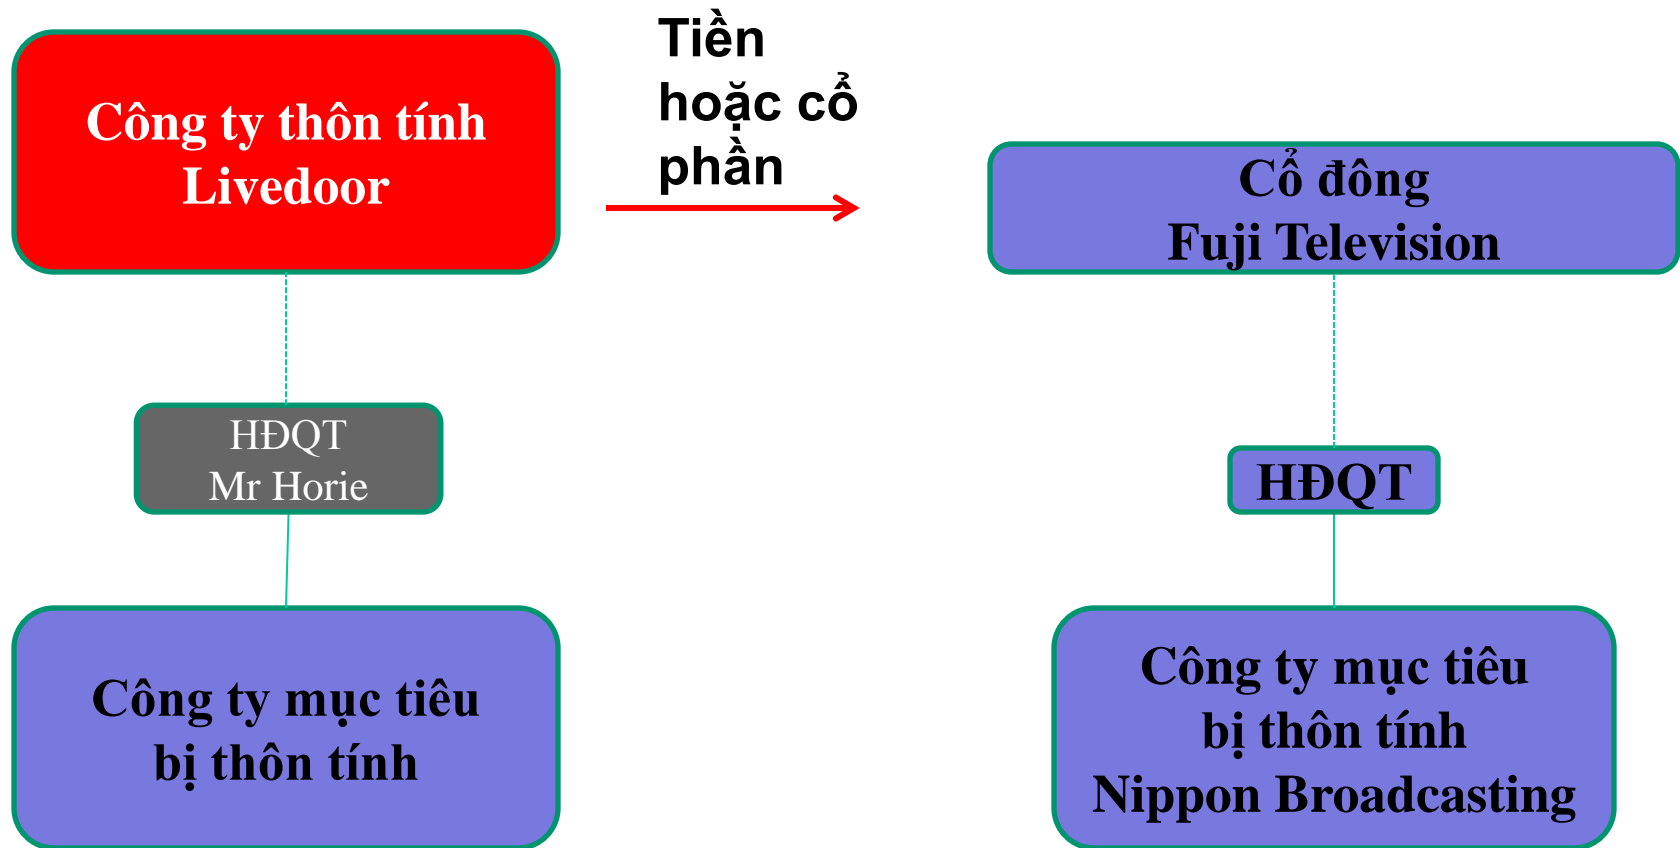 Công ty thôn tính
Livedoor
Tiền
hoặc cổ
phần
Cổ đông
Fuji Television
HĐQT
Mr Horie
HĐQT
Công ty mục tiêu
bị thôn tính
Công ty mục tiêu
bị thôn tính
Nippon Broadcasting